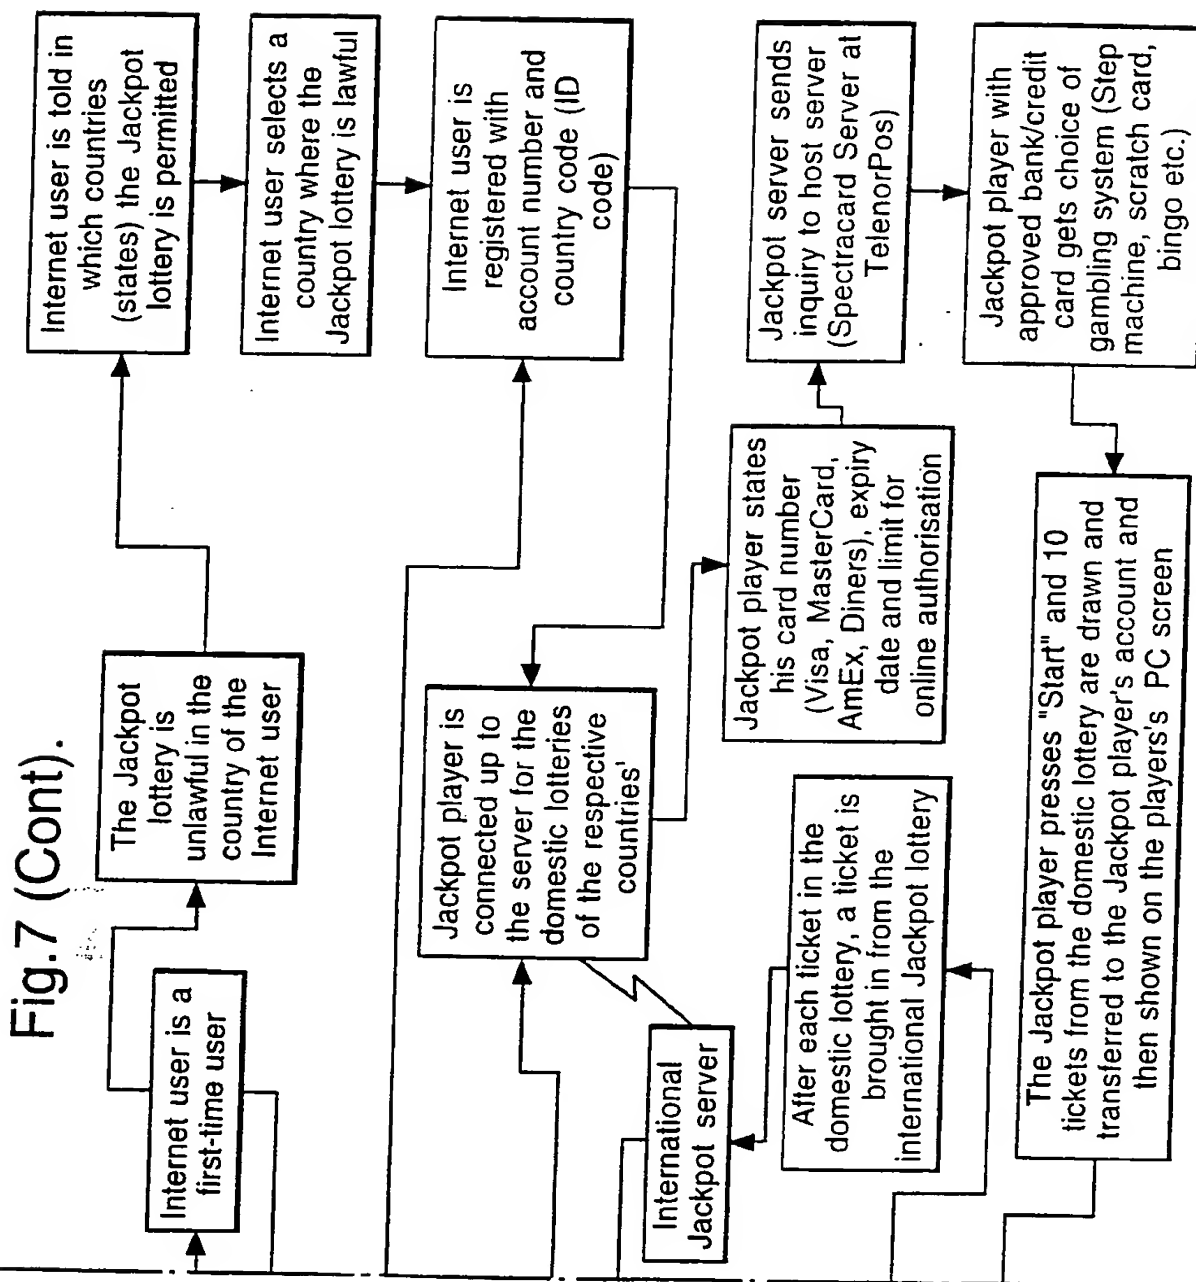 Fig.7 (Cont).
Internet user is a
first-time user
The Jackpot
lottery is
unlawful in the
country of the
Internet user
Internet user is told in
which countries
(states) the Jackpot
lottery is permitted
Internet user selects a
country where the
Jackpot lottery is lawful
Internet user is
registered with
account number and
country code (ID
code)
Jackpot player is
connected up to
the server for the
domestic lotteries
of the respective
countries'
International
Jackpot server
After each ticket in the
domestic lottery, a ticket is
brought in from the
international Jackpot lottery
Jackpot player states
his card number
(Visa, MasterCard,
AmEx, Diners), expiry
date and limit for
online authorisation
Jackpot server sends
inquiry to host server
(Spectracard Server at
TelenorPos)
Jackpot player with
approved bank/credit
card gets choice of
gambling system (Step
machine, scratch card,
bingo etc.)
The Jackpot player presses "Start" and 10
tickets from the domestic lottery are drawn and
transferred to the Jackpot player's account and
then shown on the players's PC screen